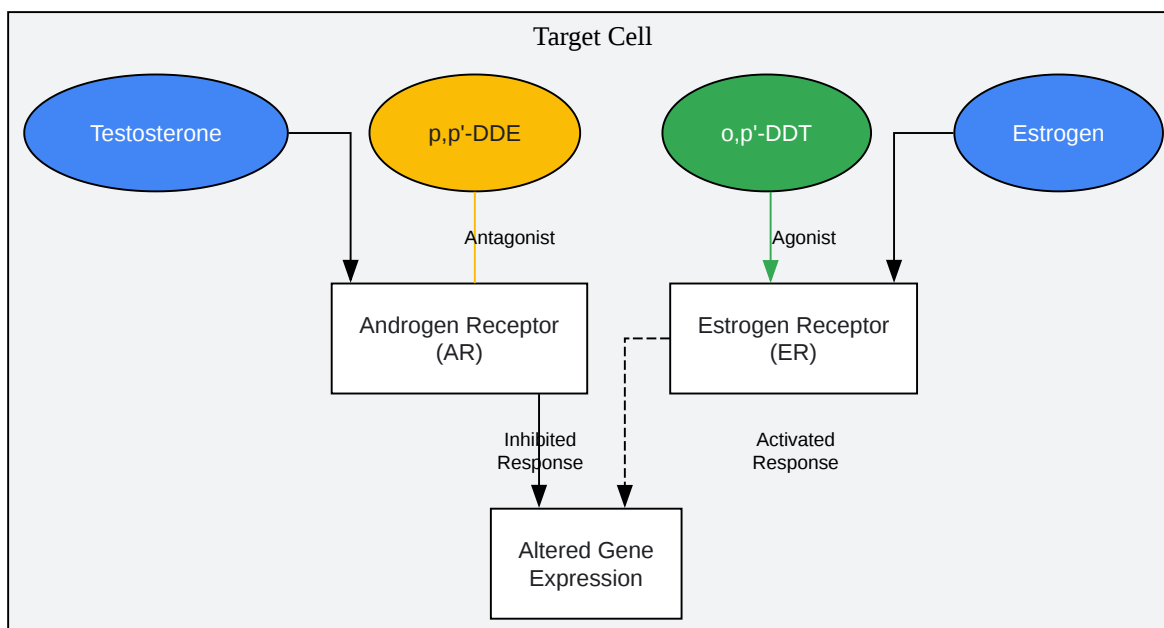 Target Cell
Testosterone
p,p'-DDE
o,p'-DDT
Estrogen
Antagonist
Agonist
Androgen Receptor
(AR)
Estrogen Receptor
(ER)
Inhibited
Response
Activated
Response
Altered Gene
Expression